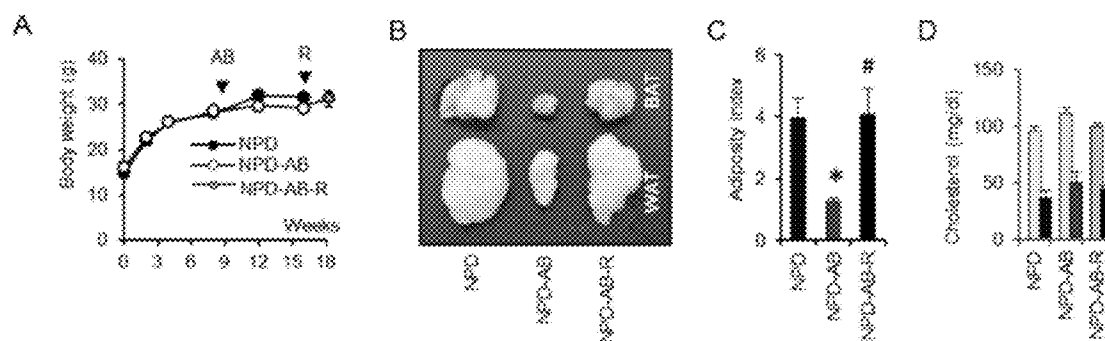 A
Body weight (g)
40
30
20
10
0
AB
R
NPD
NPD-AB
NPD-AB-R
Weeks
0 3 6 9 12 15 18
B
BAT
WAT
NPD
NPD-AB
NPD-AB-R
C
Adiposity index
6
4
2
0
*
#
NPD
NPD-AB
NPD-AB-R
D
Cholesterol (mg/dl)
150
100
50
0
NPD
NPD-AB
NPD-AB-R